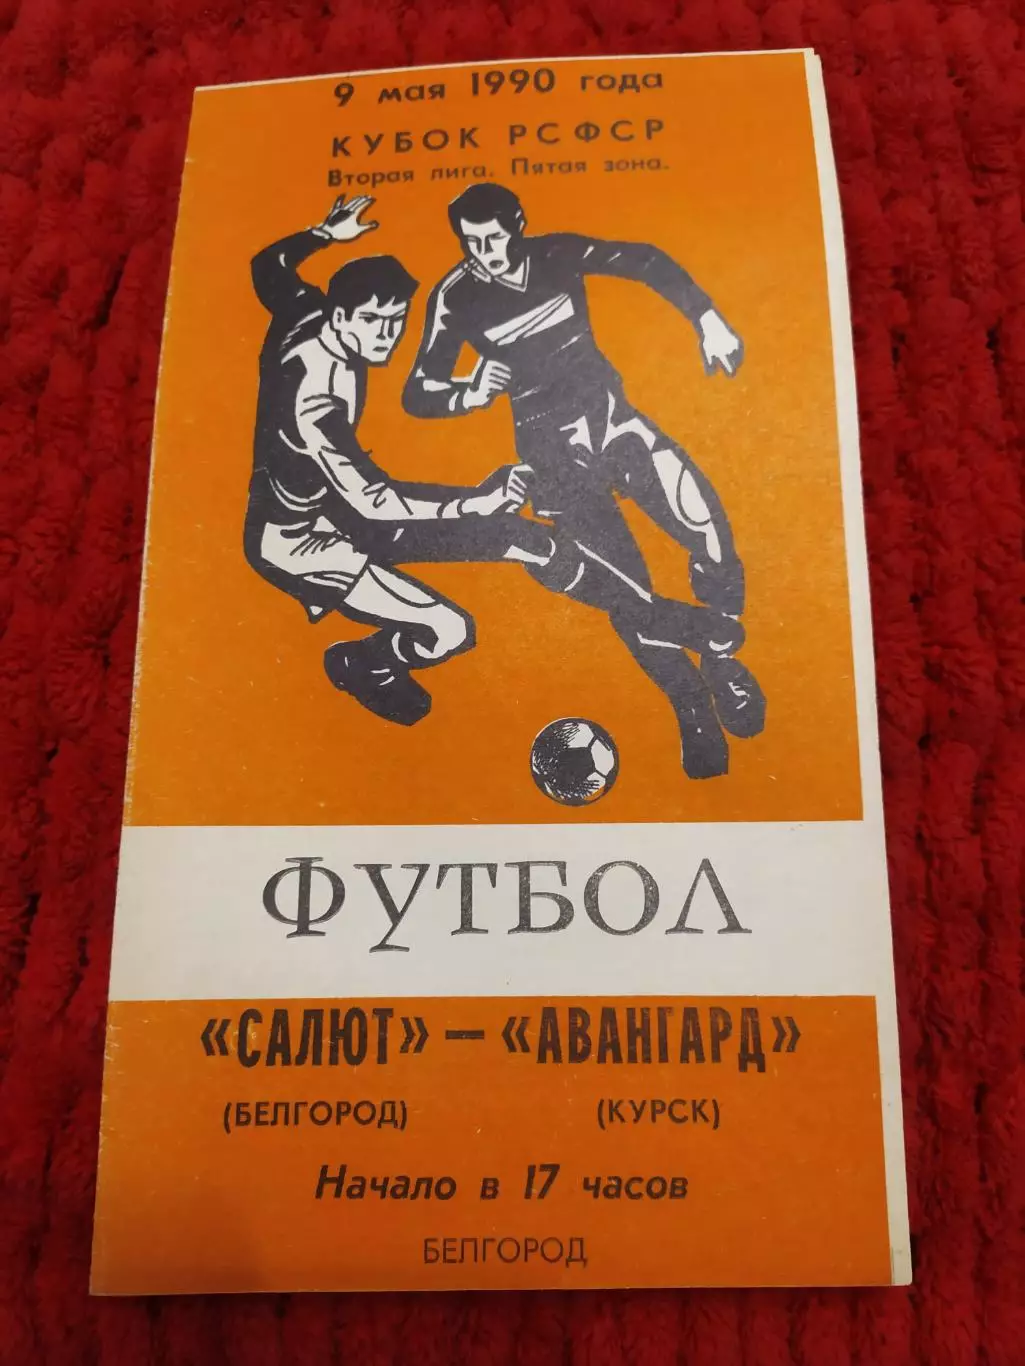 9 мая 1990 года
КУБОК РСФСР
Вторая лига. Пятая зона.
ФУТБОЛ
«САЛЮТ» — «АВАНГАРД»
(БЕЛГОРОД) (КУРСК)
Начало в 17 часов
БЕЛГОРОД